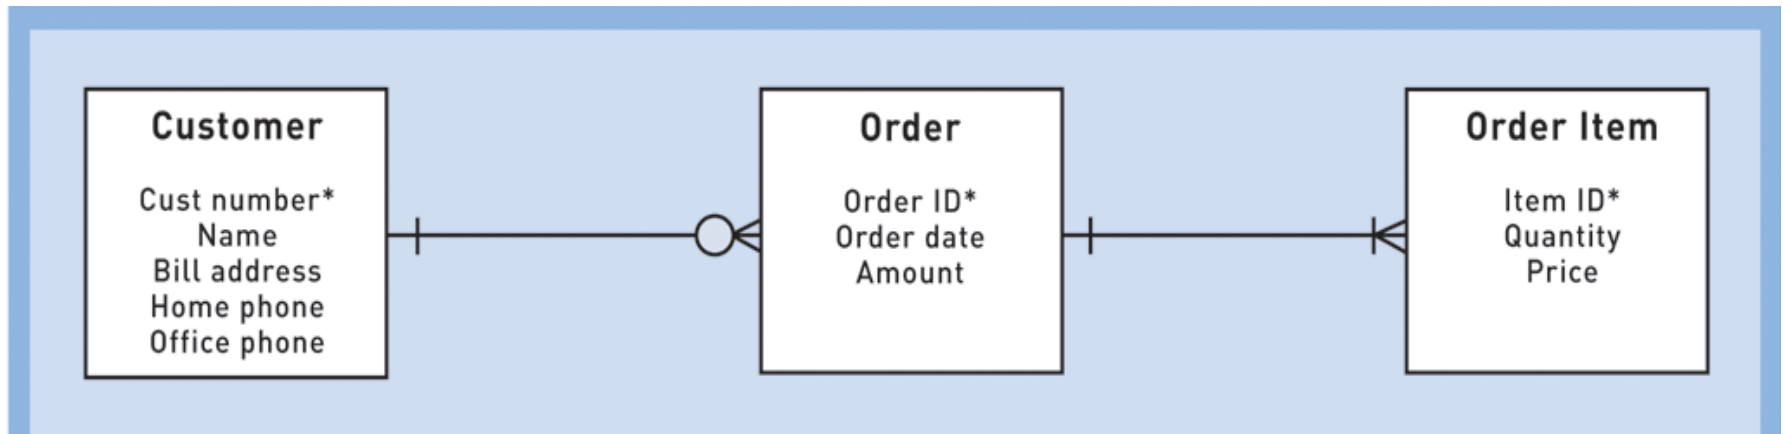 Customer
Cust number*
Name
Bill address
Home phone
Office phone
Order
Order ID*
Order date
Amount
Order Item
Item ID*
Quantity
Price